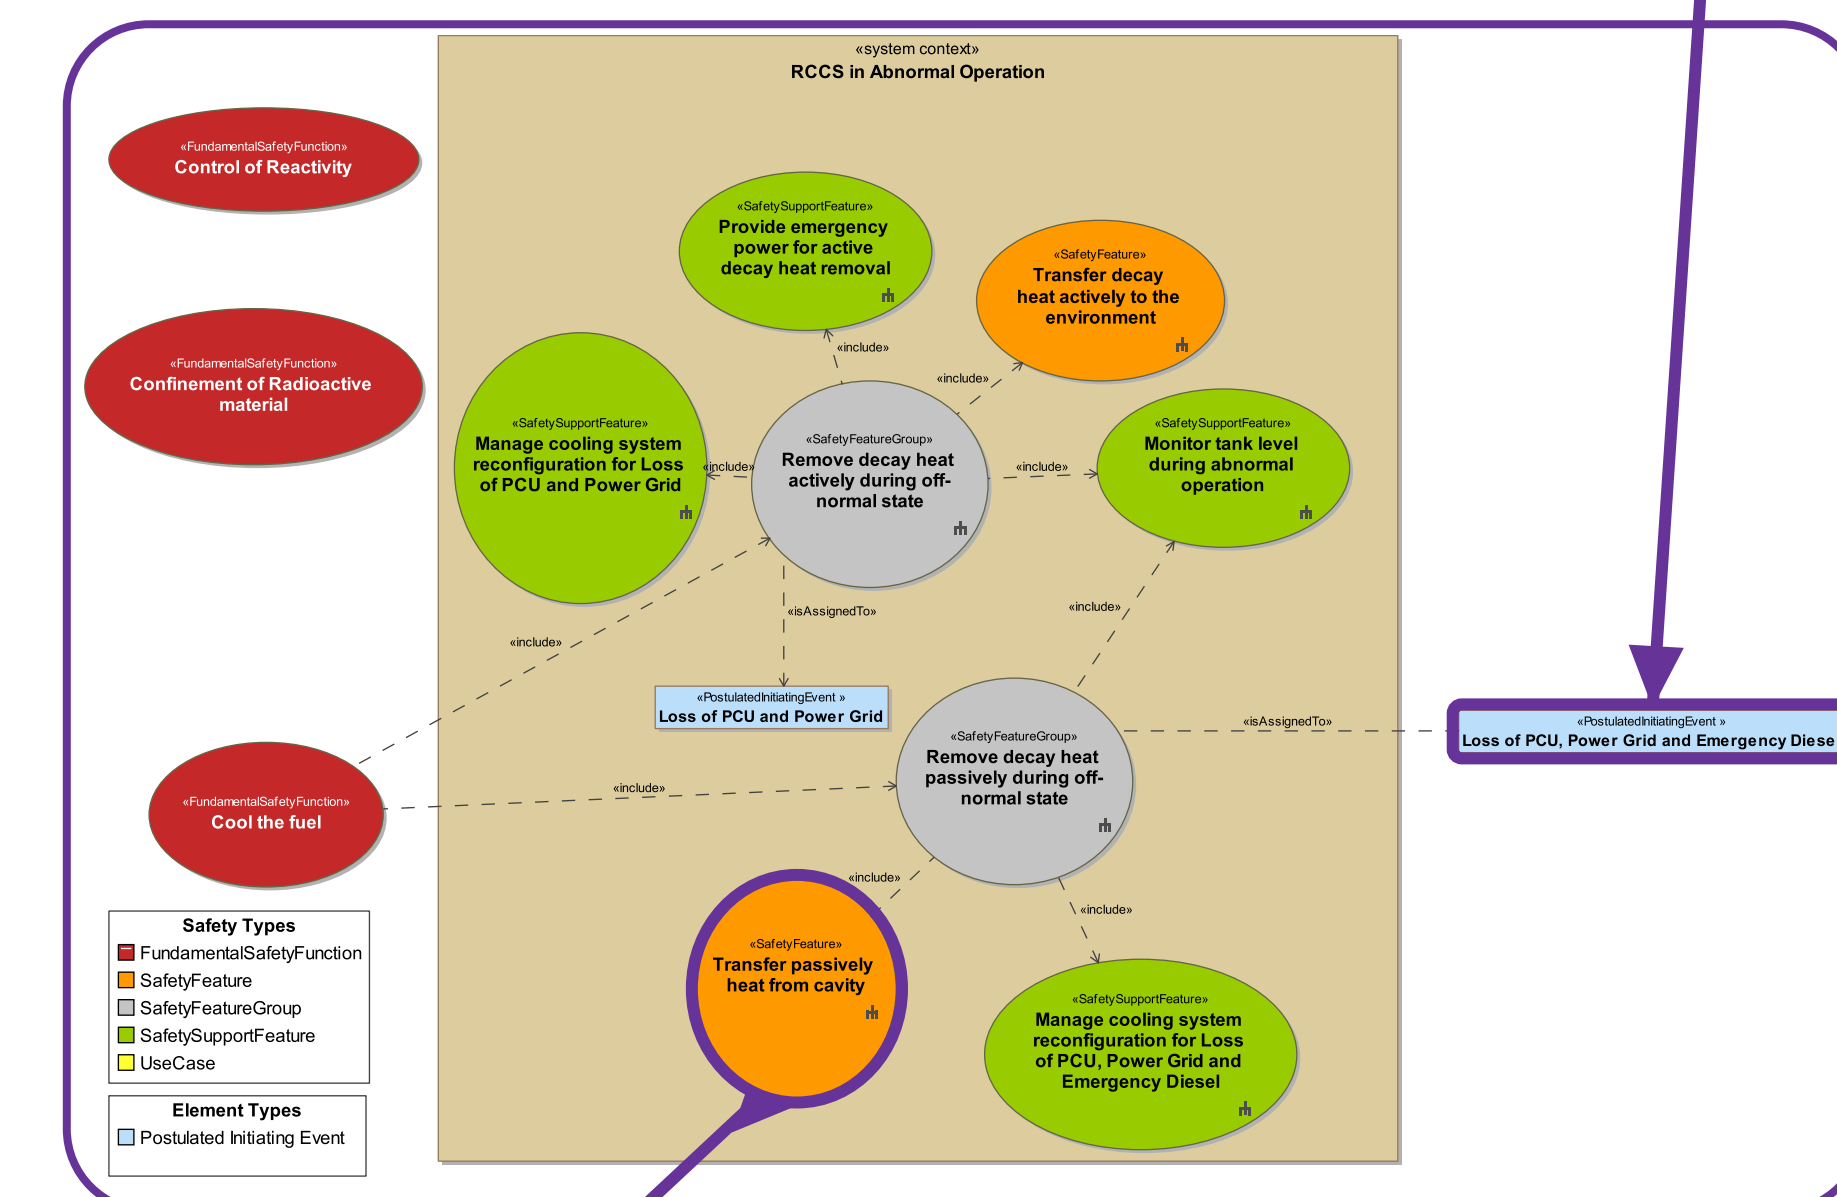 «system context»
RCCS in Abnormal Operation
«FundamentalSafetyFunction»
Control of Reactivity
«SafetySupportFeature»
Provide emergency
power for active
decay heat removal
«SafetyFeature»
Transfer decay
heat actively to the
environment
«FundamentalSafetyFunction»
Confinement of Radioactive
material
«include»
«include»
«SafetySupportFeature»
Manage cooling system
reconfiguration for Loss
of PCU and Power Grid
«include»
«SafetyFeatureGroup»
Remove decay heat
actively during off-
normal state
«include»
«SafetySupportFeature»
Monitor tank level
during abnormal
operation
«isAssignedTo»
«include»
«include»
«PostulatedInitiatingEvent »
Loss of PCU and Power Grid
«SafetyFeatureGroup»
Remove decay heat
passively during off-
normal state
«isAssignedTo»
«PostulatedInitiatingEvent »
Loss of PCU, Power Grid and Emergency Diese
«FundamentalSafetyFunction»
Cool the fuel
«include»
«include»
«include»
«SafetyFeature»
Transfer passively
heat from cavity
«SafetySupportFeature»
Manage cooling system
reconfiguration for Loss
of PCU, Power Grid and
Emergency Diesel
Safety Types
FundamentalSafetyFunction
SafetyFeature
SafetyFeatureGroup
SafetySupportFeature
UseCase
Element Types
Postulated Initiating Event